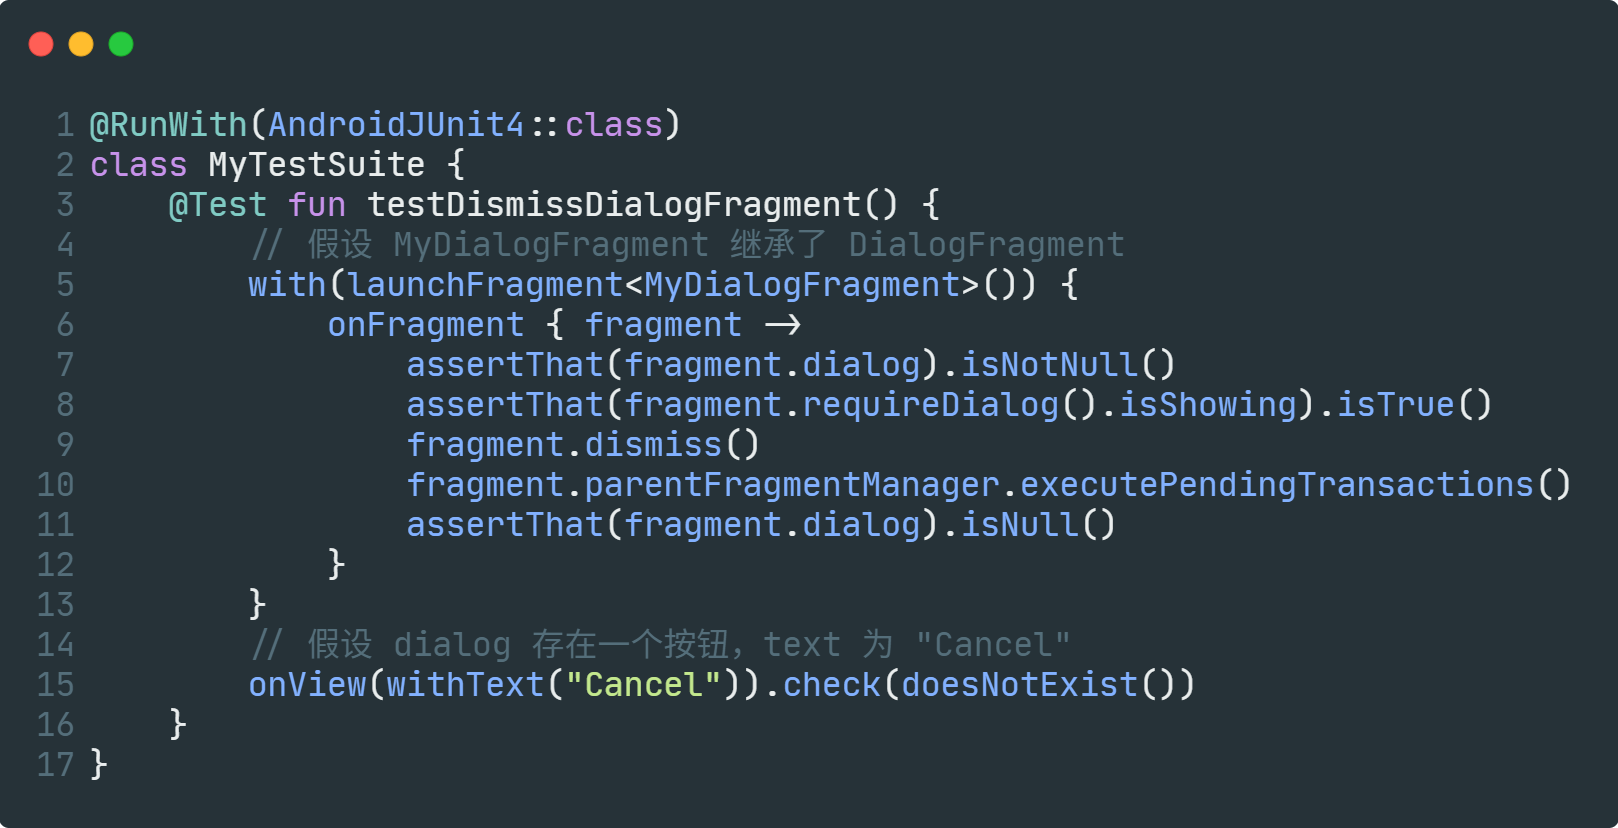 1 @RunWith(AndroidJUnit4::class)
2 class MyTestSuite {
3     @Test fun testDismissDialogFragment() {
4         // 假设 MyDialogFragment 继承了 DialogFragment
5         with(launchFragment<MyDialogFragment>()) {
6             onFragment { fragment ->
7                 assertThat(fragment.dialog).isNotNull()
8                 assertThat(fragment.requireDialog().isShowing).isTrue()
9                 fragment.dismiss()
10                 fragment.parentFragmentManager.executePendingTransactions()
11                 assertThat(fragment.dialog).isNull()
12             }
13         }
14         // 假设 dialog 存在一个按钮，text 为 "Cancel"
15         onView(withText("Cancel")).check(doesNotExist())
16     }
17 }